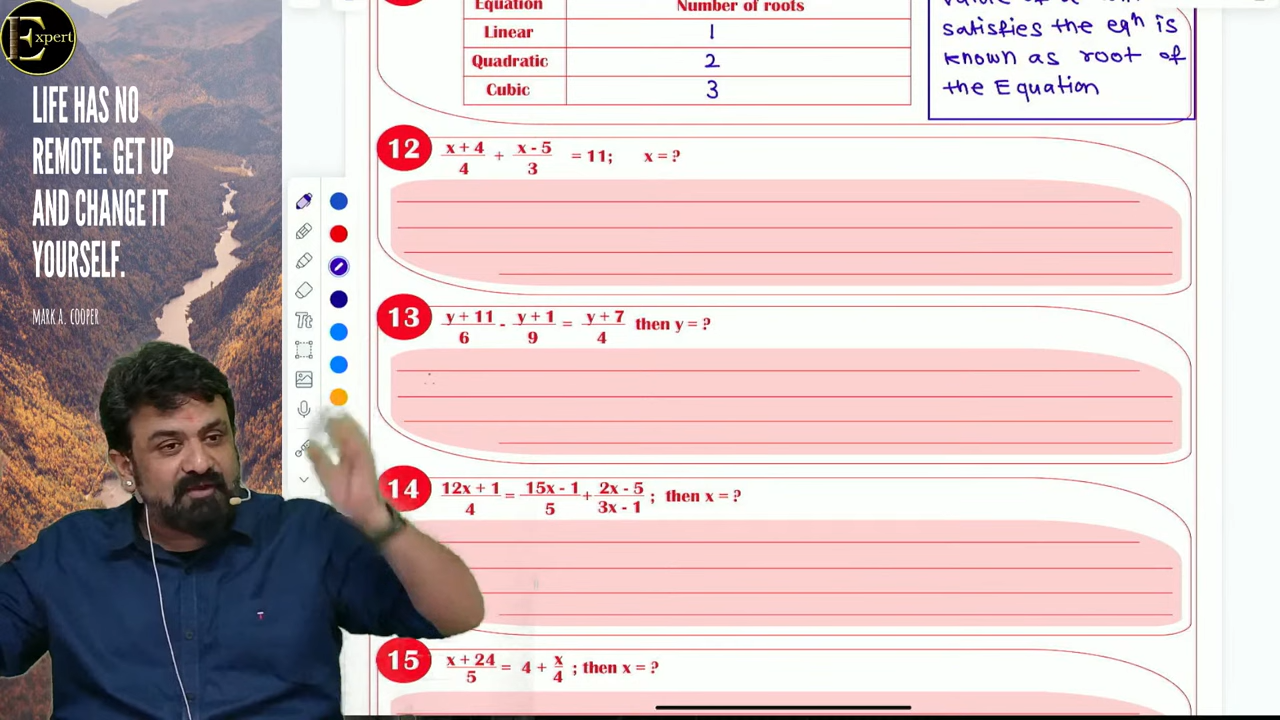 Expert
LIFE HAS NO
REMOTE. GET UP
AND CHANGE IT
YOURSELF.
MARK A. COOPER
Equation Number of roots
Linear 1
Quadratic 2
Cubic 3
satisfies the eqⁿ is
known as root of
the Equation
12 x + 4 / 4 + x - 5 / 3 = 11; x = ?
13 y + 11 / 6 - y + 1 / 9 = y + 7 / 4 then y = ?
14 12x + 1 / 4 = 15x - 1 / 5 + 2x - 5 / 3x - 1 ; then x = ?
15 x + 24 / 5 = 4 + x / 4 ; then x = ?
Tt